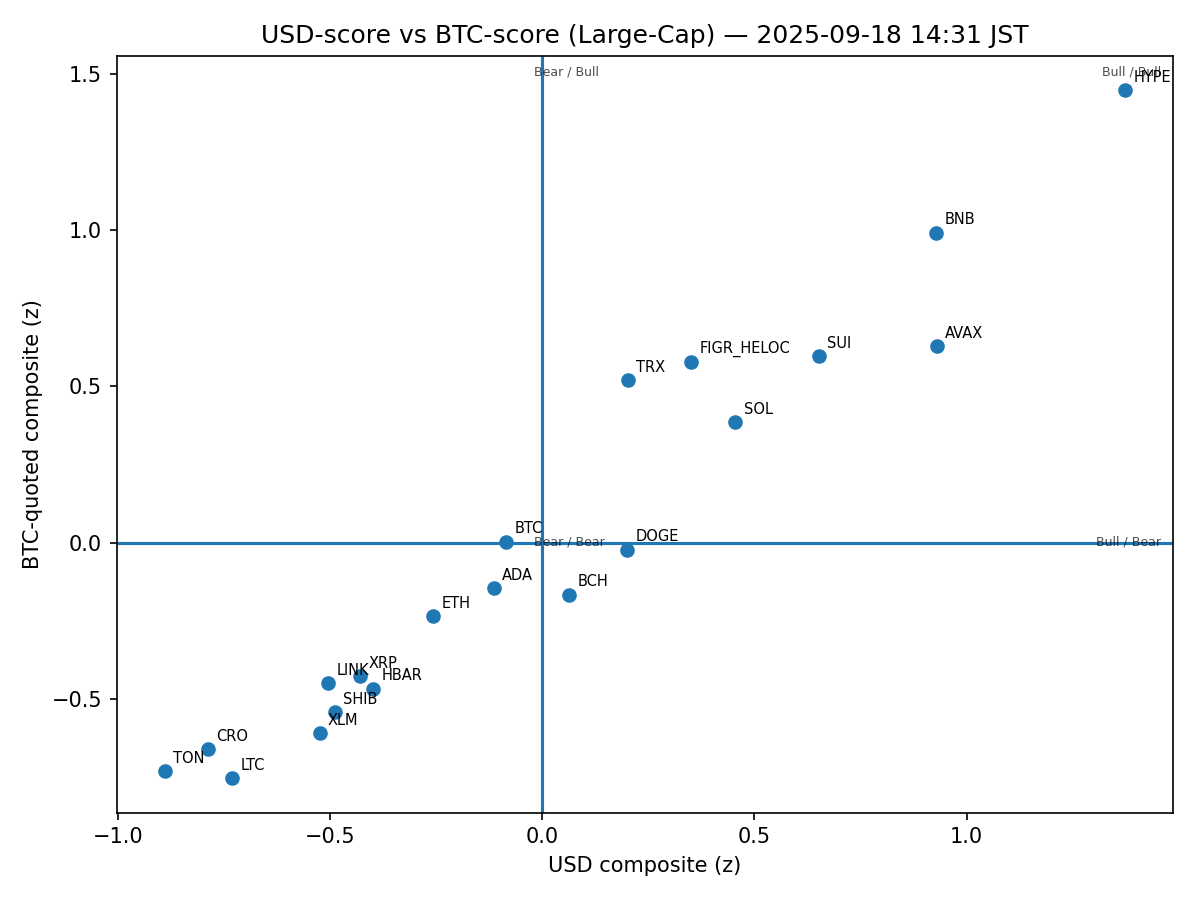 USD-score vs BTC-score (Large-Cap) — 2025-09-18 14:31 JST
Bear / Bull
Bull / Bull
HYPE
BNB
AVAX
SUI
FIGR_HELOC
TRX
SOL
BTC
DOGE
Bear / Bear
Bull / Bear
ADA
BCH
ETH
XRP
LINK
HBAR
SHIB
XLM
CRO
TON
LTC
1.5
1.0
0.5
0.0
−0.5
BTC-quoted composite (z)
−1.0
−0.5
0.0
0.5
1.0
USD composite (z)